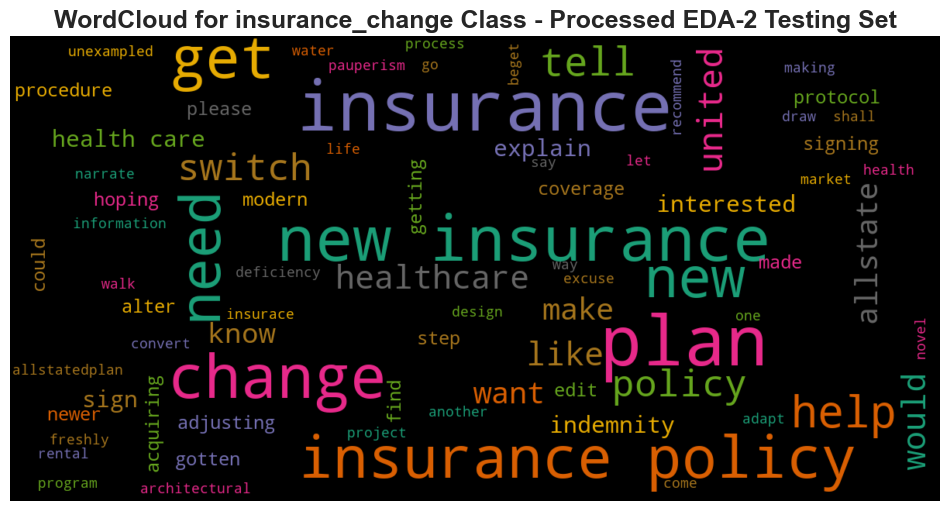 WordCloud for insurance_change Class - Processed EDA-2 Testing Set
unexampled
get
water
process
pauperism
go
beget
tell
recommend
united
making
procedure
please
insurance
protocol
draw
shall
health care
life
explain
say
let
signing
switch
narrate
getting
coverage
market
health
hoping
modern
need
interested
allstate
information
could
new insurance
deficiency
healthcare
way
excuse
new
made
walk
alter
insurace
design
make
one
plan
know
step
convert
like
novel
allstatedplan
change
want
edit
policy
sign
newer
acquiring
find
another
adjusting
indemnity
adapt
help
would
freshly
project
rental
gotten
insurance policy
program
architectural
come